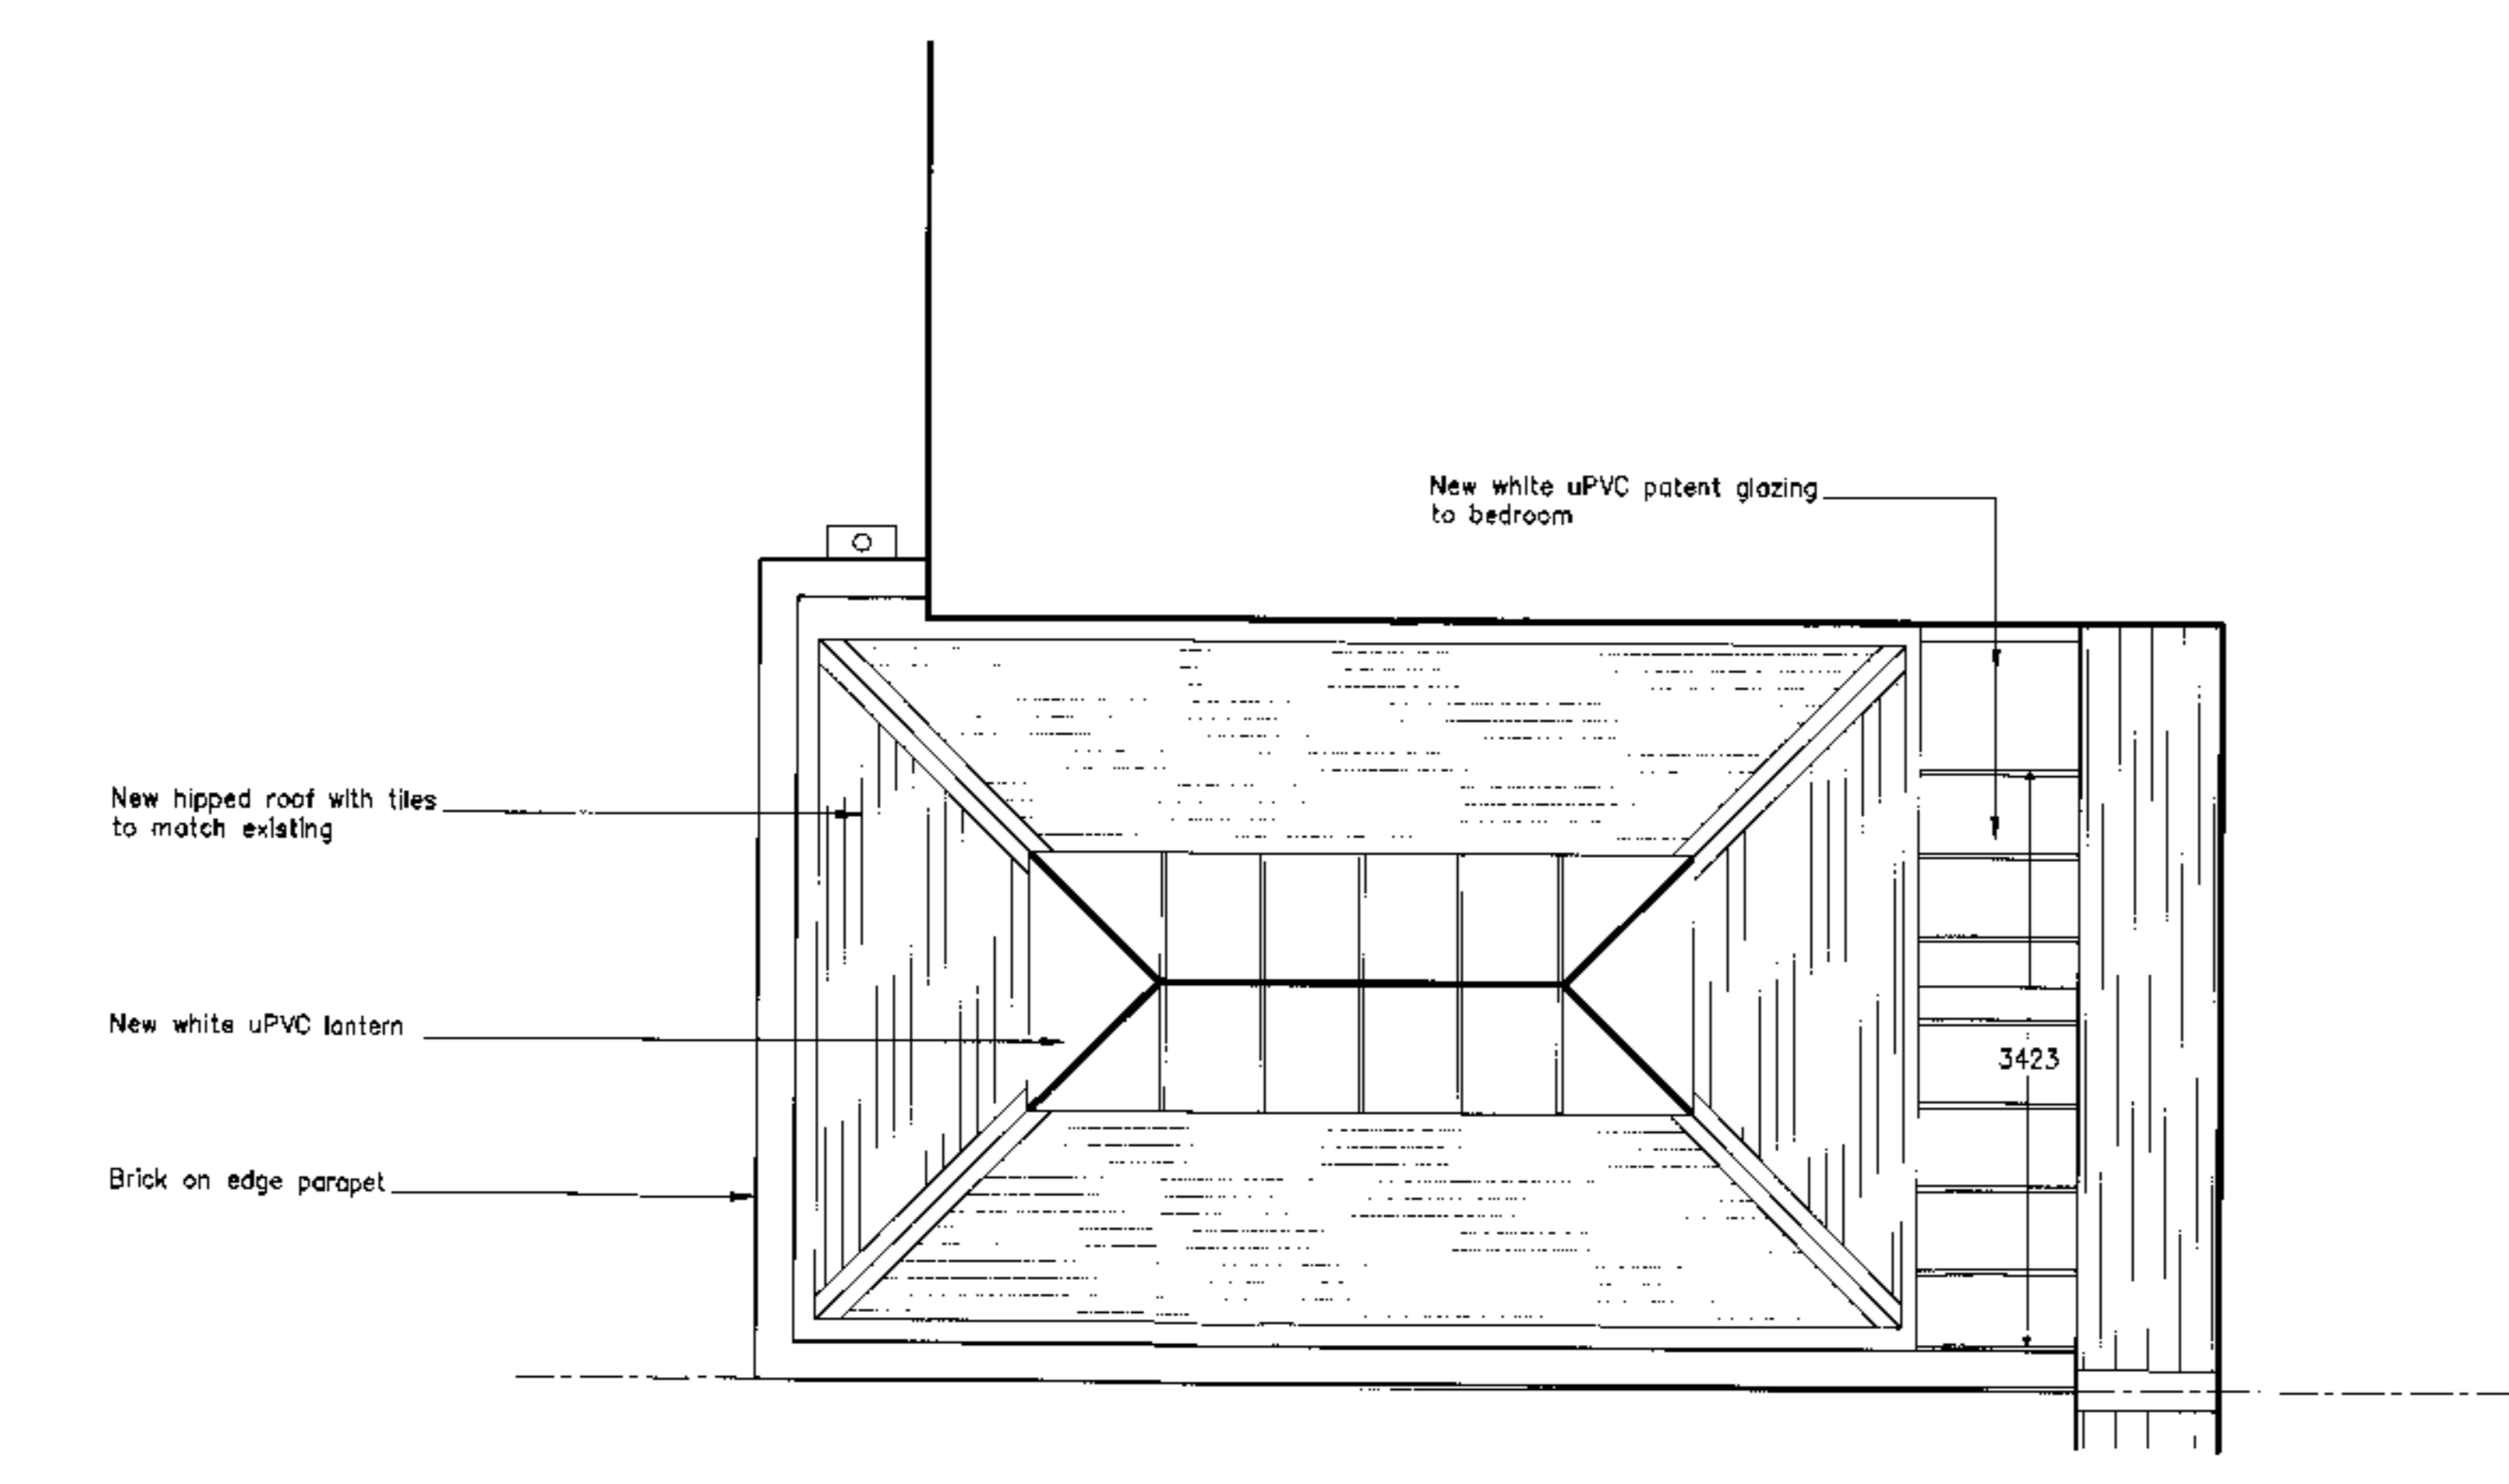 New white uPVC patent glazing
to bedroom
New hipped roof with tiles
to match existing
New white uPVC lantern
3423
Brick on edge parapet